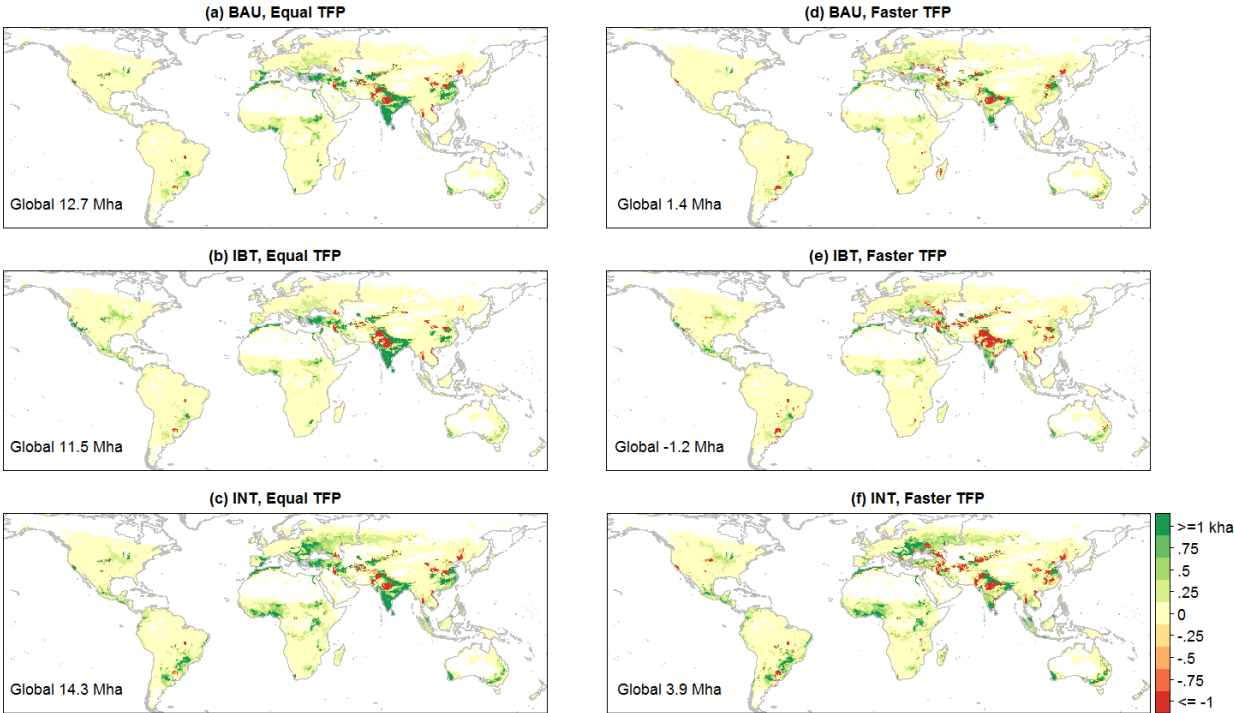 (a) BAU, Equal TFP
Global 12.7 Mha
(d) BAU, Faster TFP
Global 1.4 Mha
(b) IBT, Equal TFP
Global 11.5 Mha
(e) IBT, Faster TFP
Global -1.2 Mha
(c) INT, Equal TFP
Global 14.3 Mha
(f) INT, Faster TFP
Global 3.9 Mha
>=1 kha
.75
.5
.25
0
-.25
-.5
-.75
<= -1